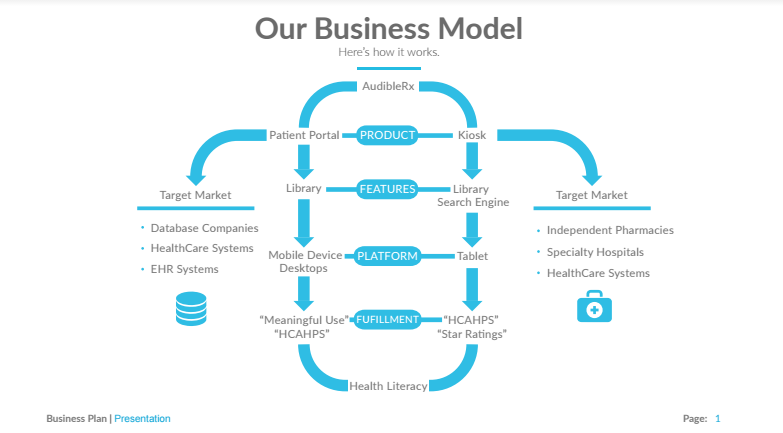 Our Business Model
Here's how it works.
AudibleRx
Patient Portal PRODUCT Kiosk
Target Market
Database Companies
HealthCare Systems
EHR Systems
Library FEATURES Library
Search Engine
Mobile Device PLATFORM Tablet
Desktops
“Meaningful Use” FUFILLMENT “HCAHPS”
“HCAHPS” “Star Ratings”
Target Market
Independent Pharmacies
Specialty Hospitals
HealthCare Systems
Health Literacy
Business Plan | Presentation
Page: 1